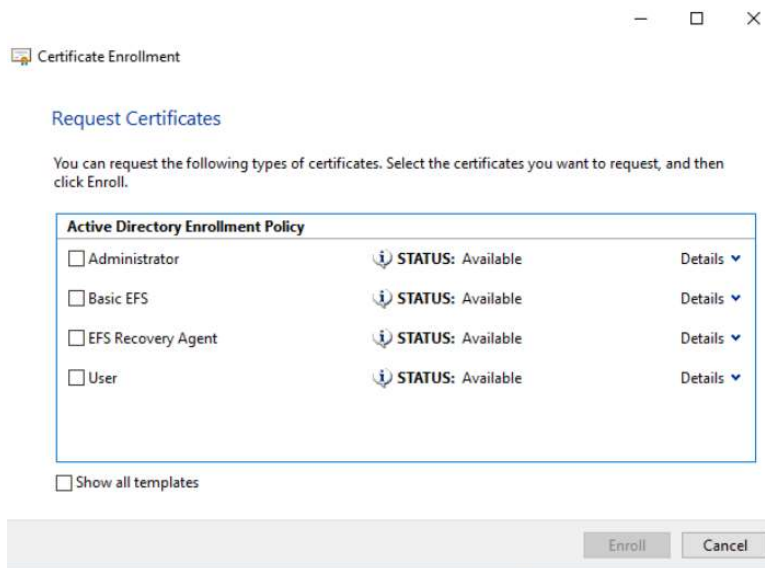 Certificate Enrollment
Request Certificates
You can request the following types of certificates. Select the certificates you want to request, and then
click Enroll.
Active Directory Enrollment Policy
Administrator STATUS: Available Details
Basic EFS STATUS: Available Details
EFS Recovery Agent STATUS: Available Details
User STATUS: Available Details
Show all templates
Enroll Cancel